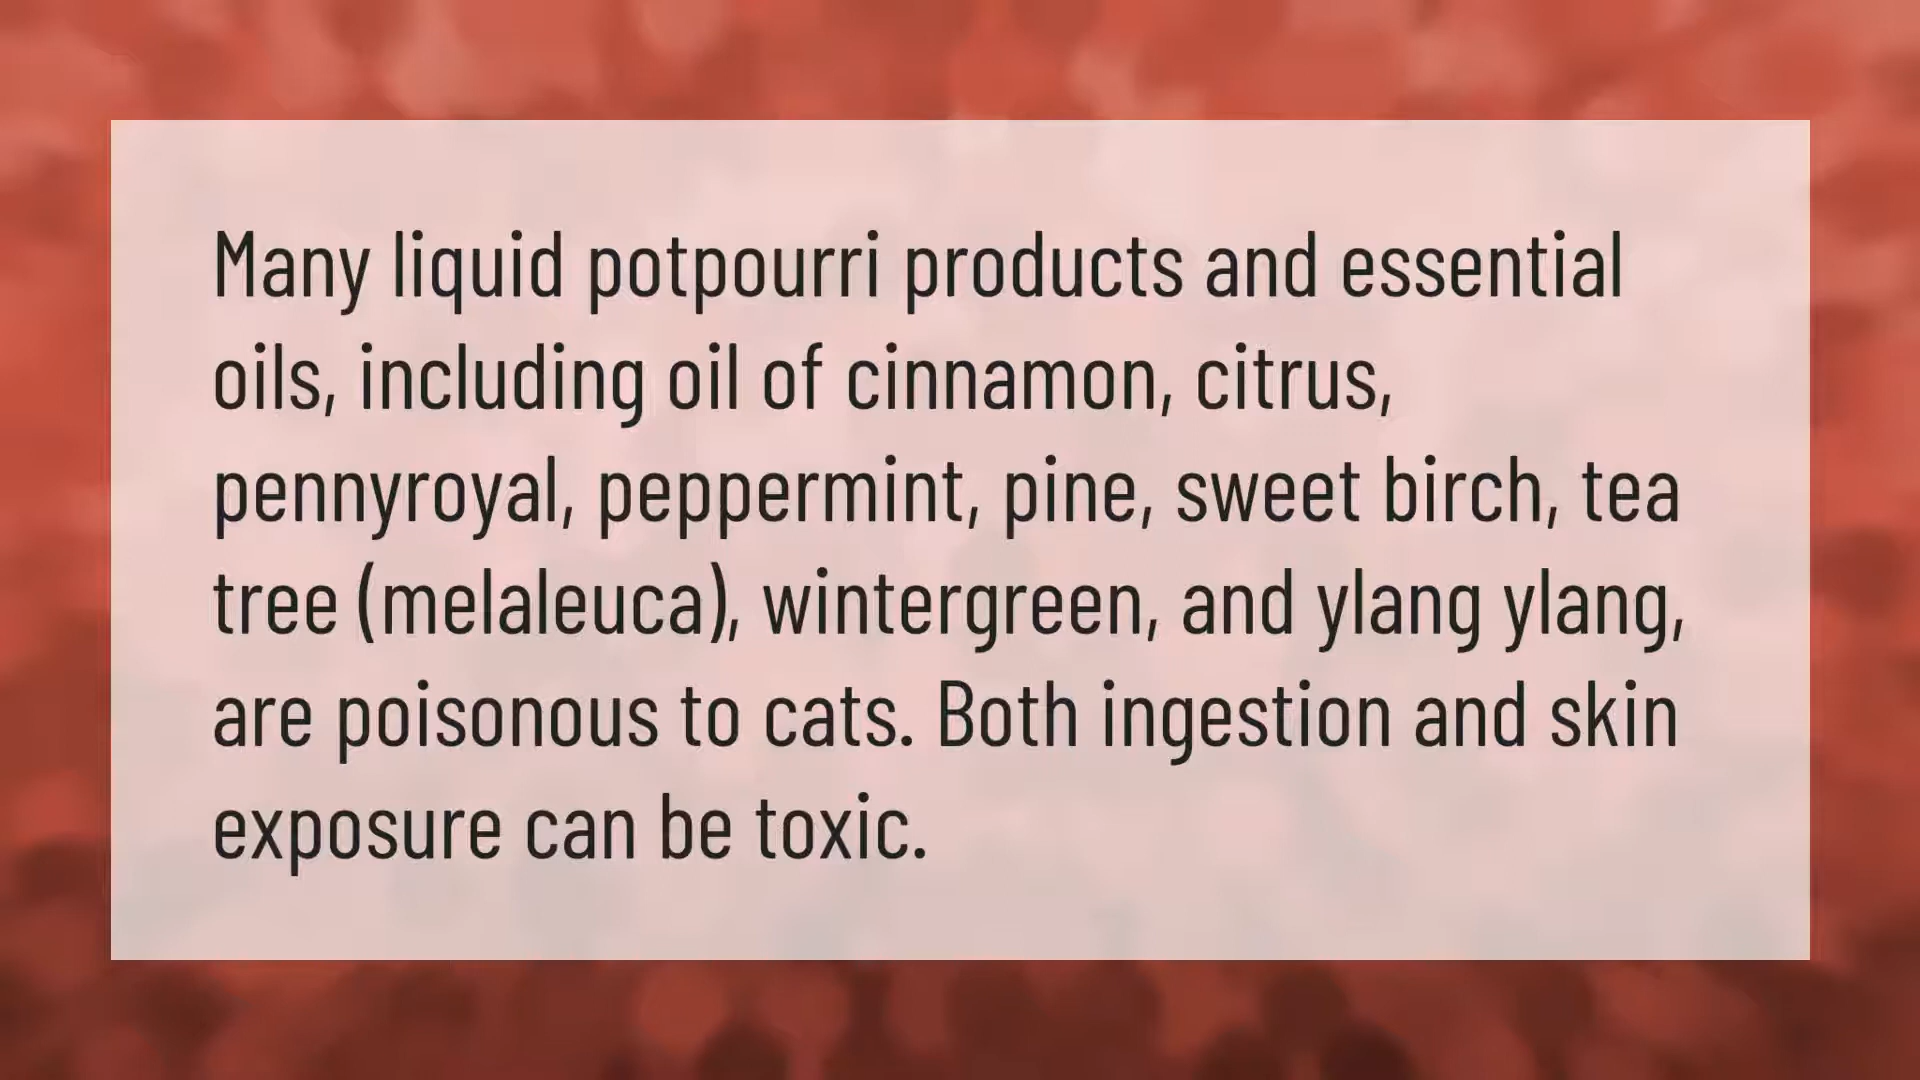 Many liquid potpourri products and essential
oils, including oil of cinnamon, citrus,
pennyroyal, peppermint, pine, sweet birch, tea
tree (melaleuca), wintergreen, and ylang ylang,
are poisonous to cats. Both ingestion and skin
exposure can be toxic.